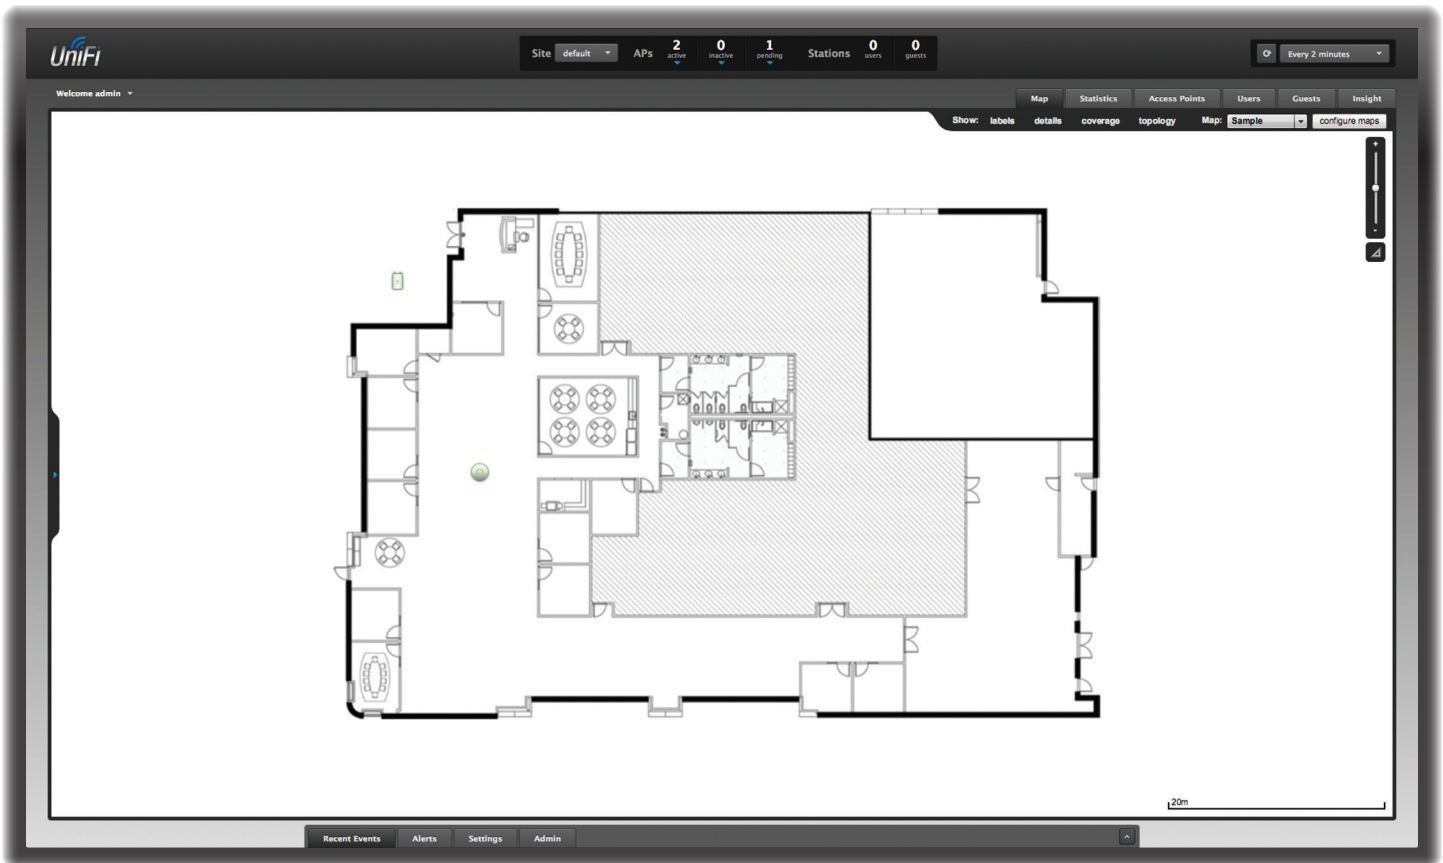 UniFi
Site default APs 2 active 0 inactive 1 pending Stations 0 users 0 guests
Every 2 minutes
Welcome admin
Map Statistics Access Points Users Guests Insight
Show: labels details coverage topology Map: Sample configure maps
+
-
20m
Recent Events Alerts Settings Admin